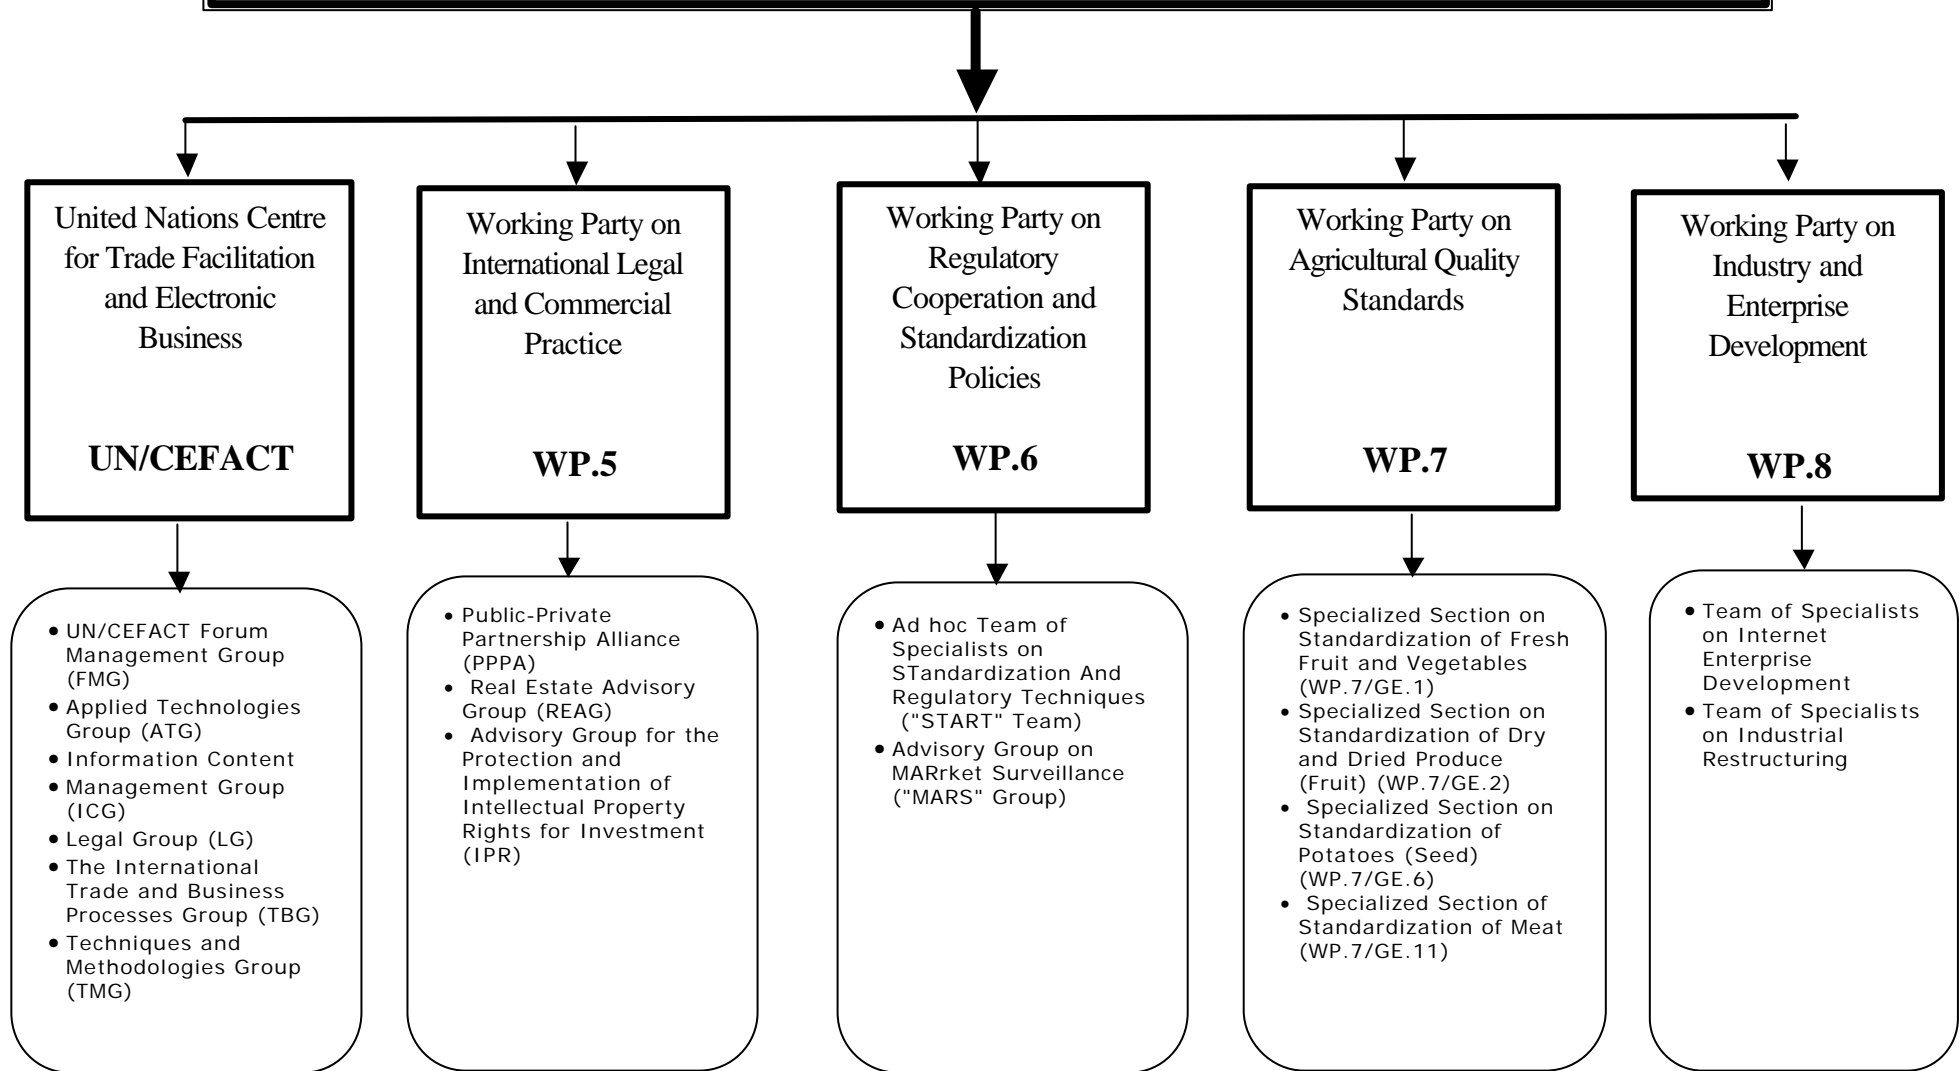 United Nations Centre
for Trade Facilitation
and Electronic
Business
UN/CEFACT
Working Party on
International Legal
and Commercial
Practice
WP.5
Working Party on
Regulatory
Cooperation and
Standardization
Policies
WP.6
Working Party on
Agricultural Quality
Standards
WP.7
Working Party on
Industry and
Enterprise
Development
WP.8
• UN/CEFACT Forum
Management Group
(FMG)
• Applied Technologies
Group (ATG)
• Information Content
• Management Group
(ICG)
• Legal Group (LG)
• The International
Trade and Business
Processes Group (TBG)
• Techniques and
Methodologies Group
(TMG)
• Public-Private
Partnership Alliance
(PPPA)
• Real Estate Advisory
Group (REAG)
• Advisory Group for the
Protection and
Implementation of
Intellectual Property
Rights for Investment
(IPR)
• Ad hoc Team of
Specialists on
STandardization And
Regulatory Techniques
("START" Team)
• Advisory Group on
MARrket Surveillance
("MARS" Group)
• Specialized Section on
Standardization of Fresh
Fruit and Vegetables
(WP.7/GE.1)
• Specialized Section on
Standardization of Dry
and Dried Produce
(Fruit) (WP.7/GE.2)
• Specialized Section on
Standardization of
Potatoes (Seed)
(WP.7/GE.6)
• Specialized Section of
Standardization of Meat
(WP.7/GE.11)
• Team of Specialists
on Internet
Enterprise
Development
• Team of Specialists
on Industrial
Restructuring